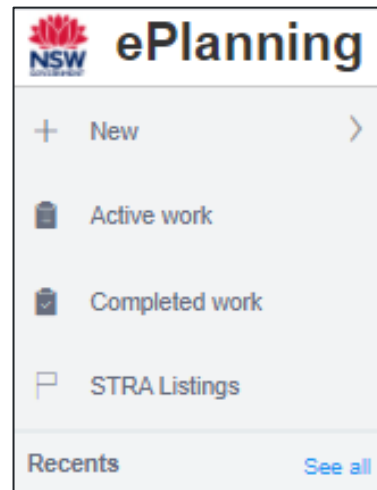 NSW
GOVERNMENT
ePlanning
New
Active work
Completed work
STRA Listings
Recents
See all